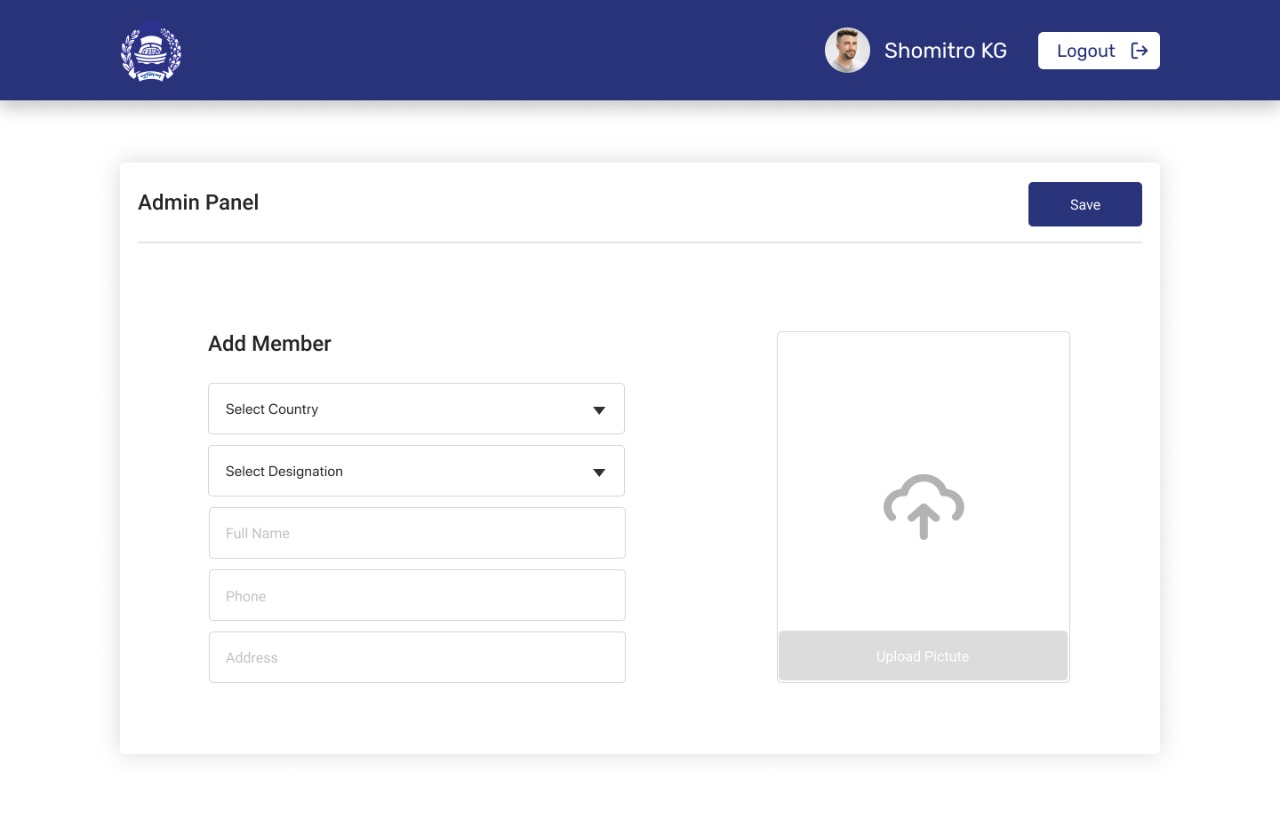 Shomitro KG
Logout
Admin Panel
Save
Add Member
Select Country
Select Designation
Full Name
Phone
Address
Upload Pictute